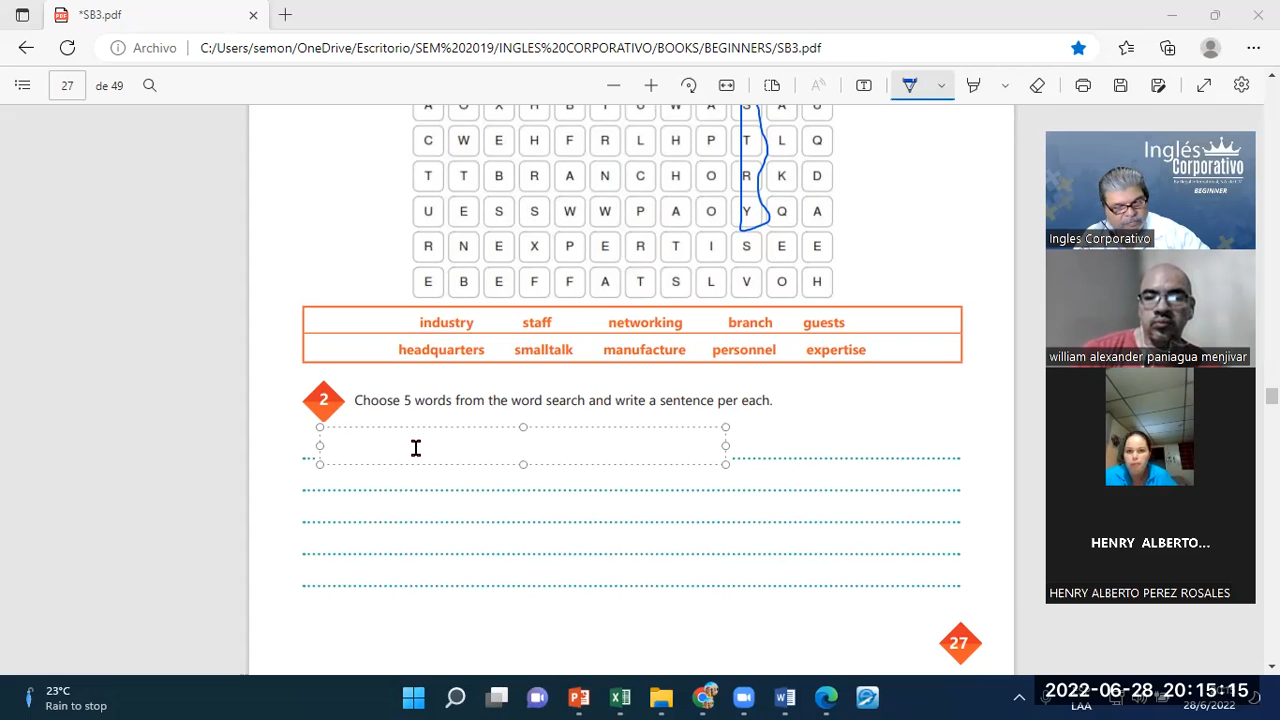 *SB3.pdf
Archivo
C:/Users/semon/OneDrive/Escritorio/SEM%202019/INGLES%20CORPORATIVO/BOOKS/BEGINNERS/SB3.pdf
27 de 49
A O X H B T U W A S A U
C W E H F R L H P T L Q
T T B R A N C H O R K D
U E S S W W P A O Y Q A
R N E X P E R T I S E E
E B E F F A T S L V O H
industry staff networking branch guests
headquarters smalltalk manufacture personnel expertise
2 Choose 5 words from the word search and write a sentence per each.
27
Inglés
Corporativo
BEGINNER
Ingles Corporativo
william alexander paniagua menjivar
HENRY ALBERTO...
HENRY ALBERTO PEREZ ROSALES
23°C
Rain to stop
2022-06-28 20:15:15
LAA
28/6/2022